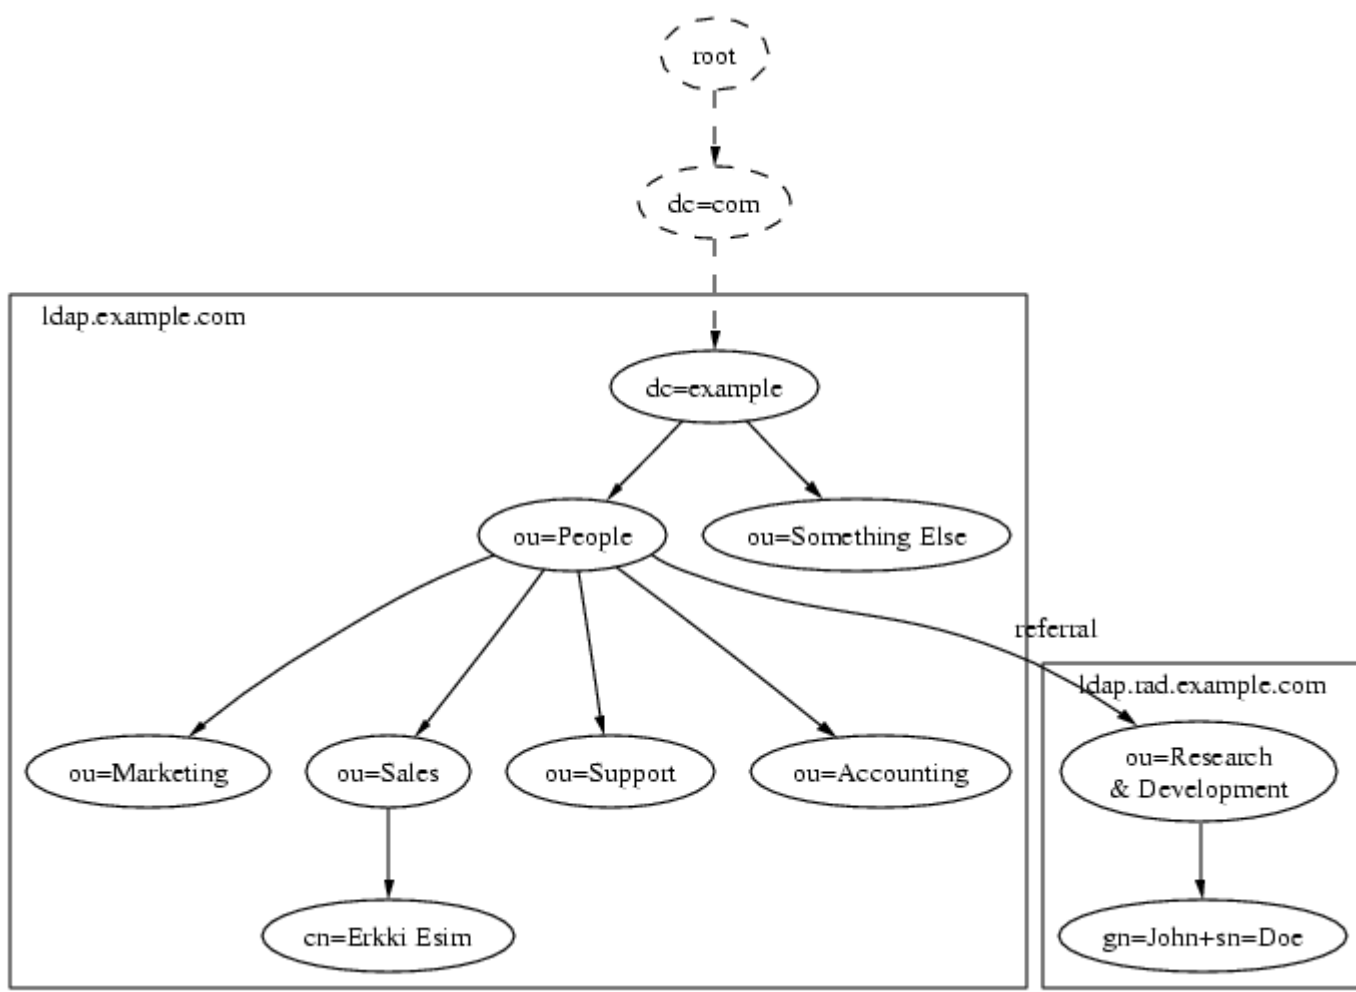 root
dc=com
ldap.example.com
dc=example
ou=People
ou=Something Else
referral
ldap.rad.example.com
ou=Marketing
ou=Sales
ou=Support
ou=Accounting
ou=Research
& Development
cn=Erkki Esim
gn=John+sn=Doe